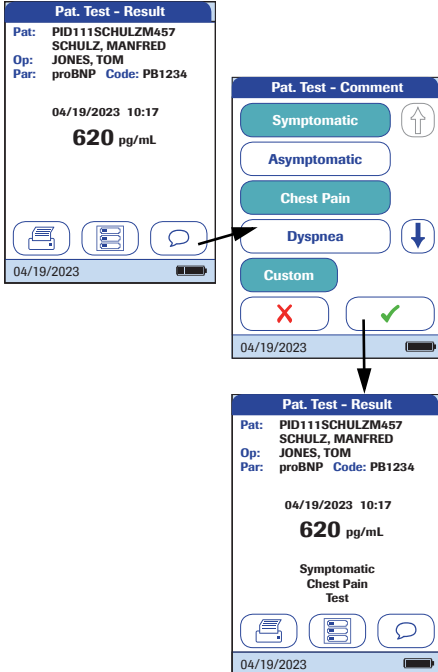 Pat. Test - Result
Pat: PID111SCHULZM457
SCHULZ, MANFRED
Op: JONES, TOM
Par: proBNP Code: PB1234
04/19/2023 10:17
620 pg/mL
04/19/2023
Pat. Test - Comment
Symptomatic
Asymptomatic
Chest Pain
Dyspnea
Custom
04/19/2023
Pat. Test - Result
Pat: PID111SCHULZM457
SCHULZ, MANFRED
Op: JONES, TOM
Par: proBNP Code: PB1234
04/19/2023 10:17
620 pg/mL
Symptomatic
Chest Pain
Test
04/19/2023